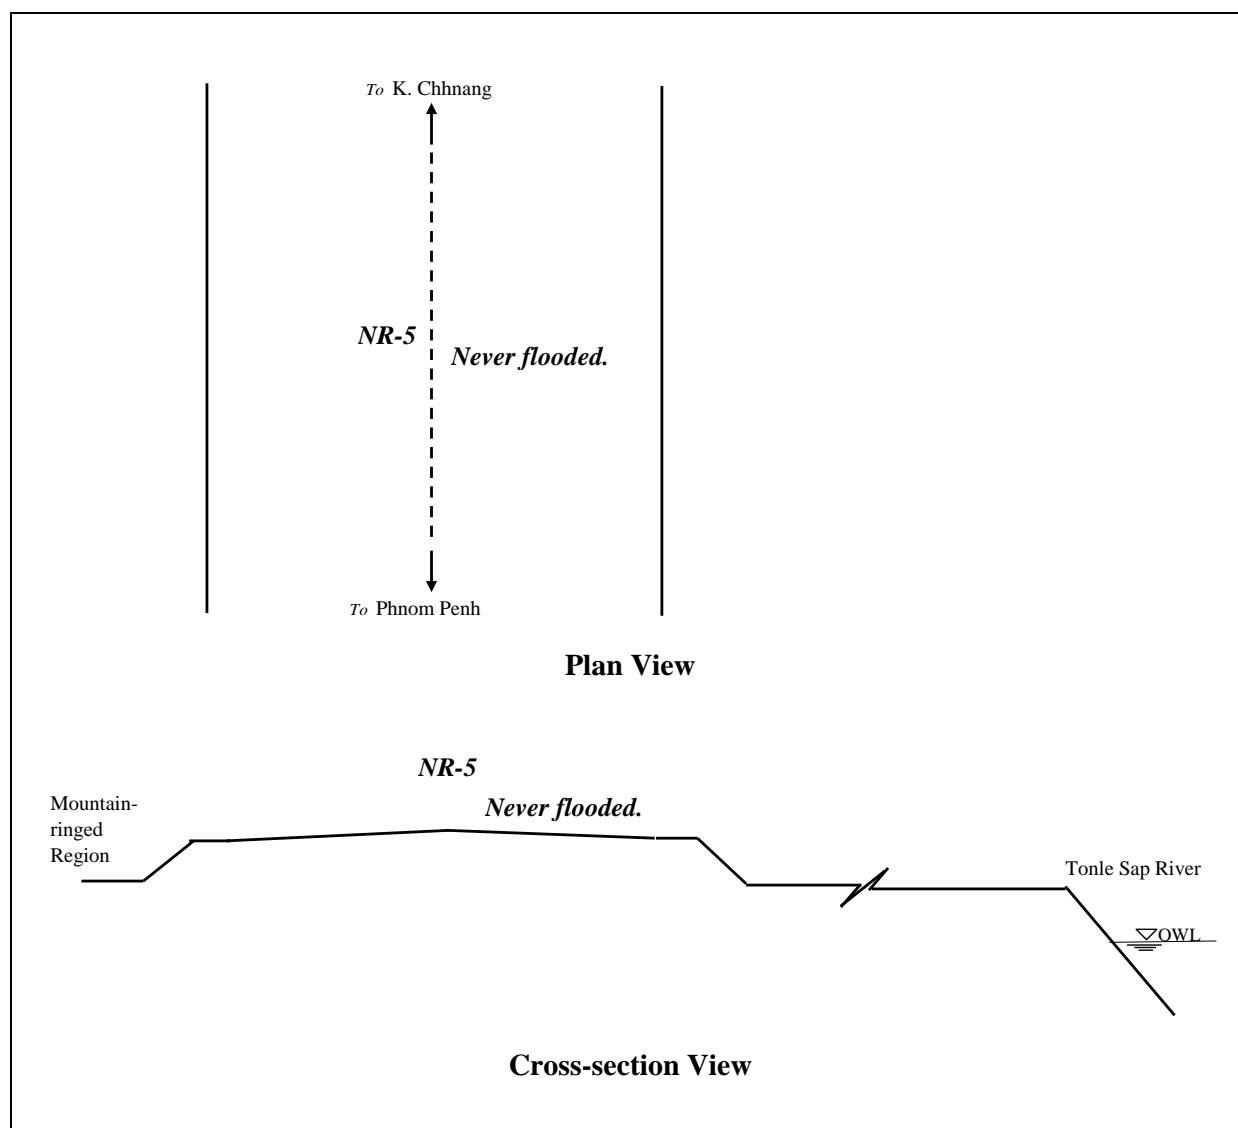 To K. Chhnang
NR-5
Never flooded.
To Phnom Penh
Plan View
NR-5
Never flooded.
Mountain-
ringed
Region
Tonle Sap River
OWL
Cross-section View